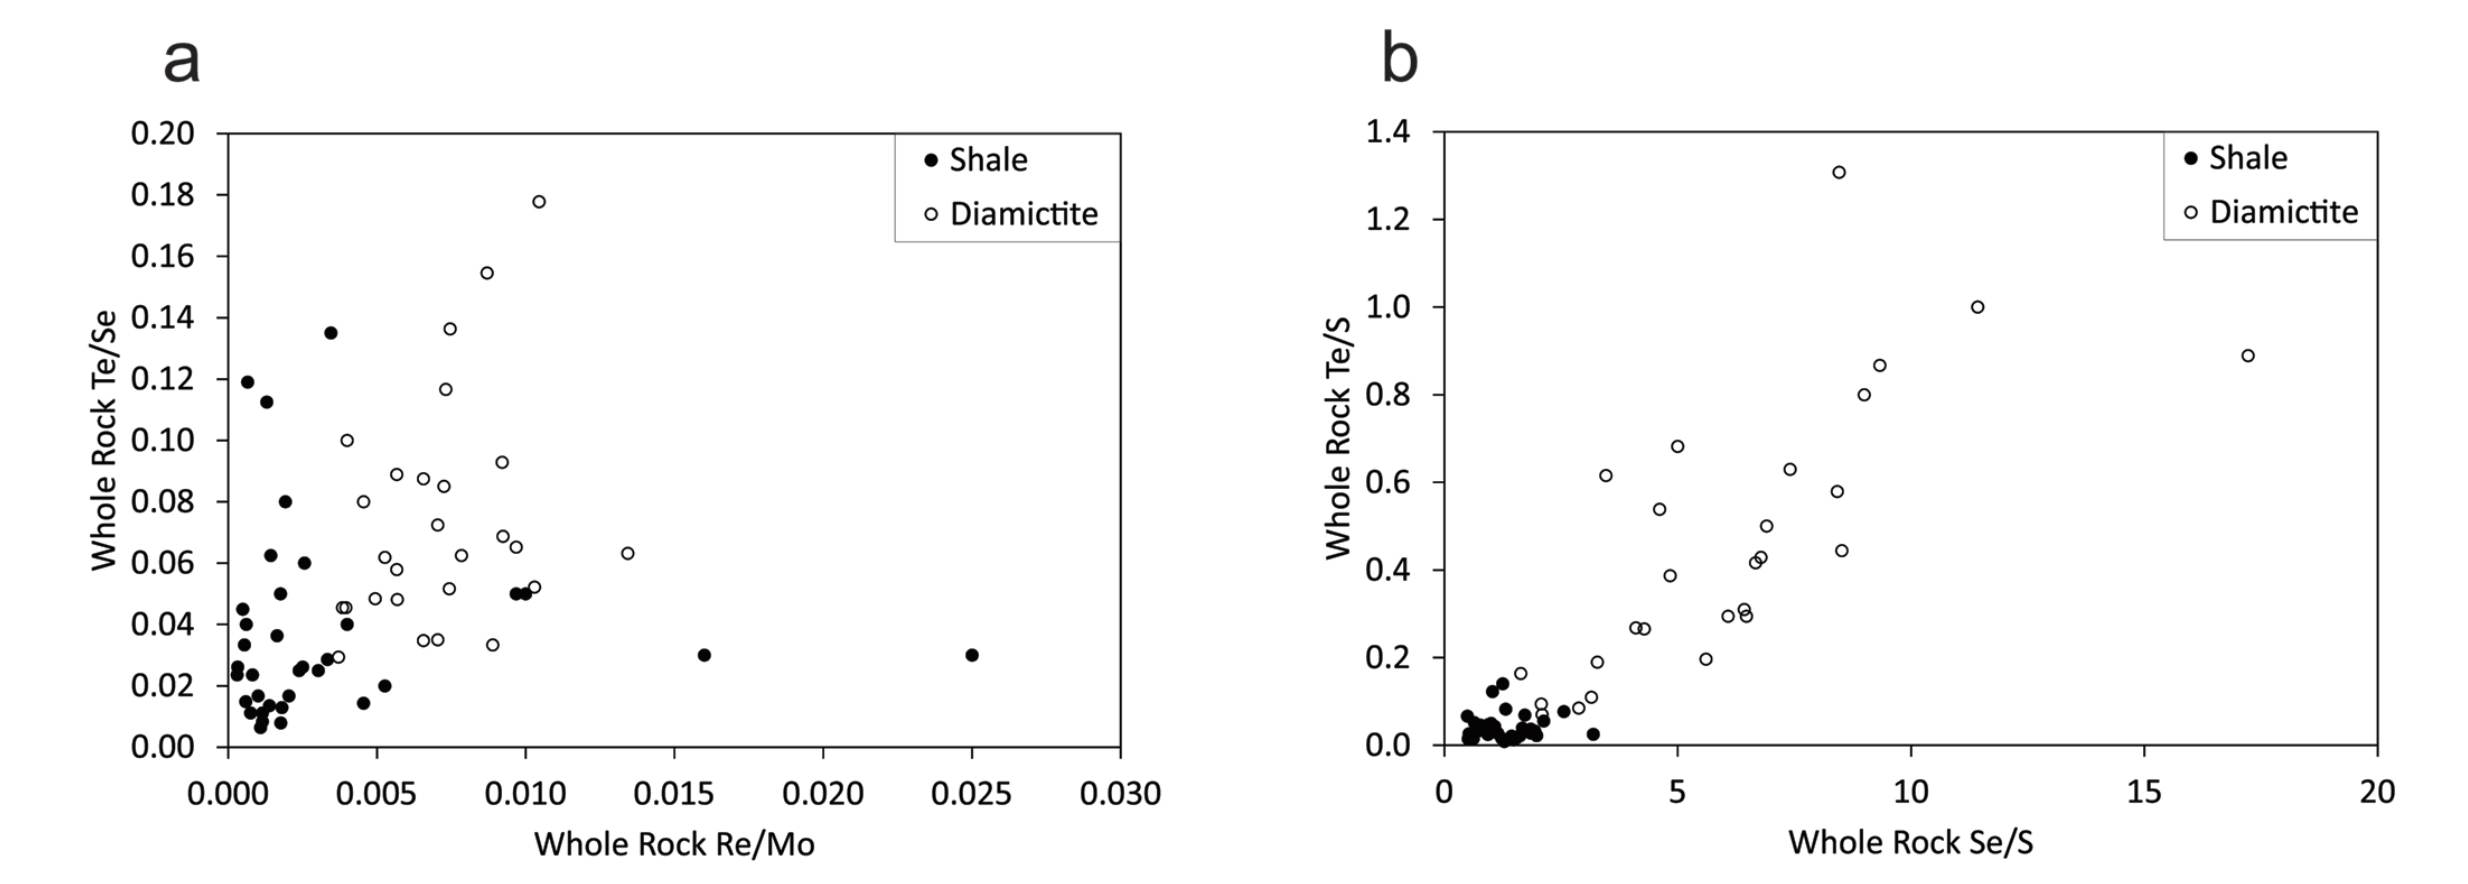 a
0.20
0.18
0.16
0.14
0.12
0.10
0.08
0.06
0.04
0.02
0.00
Whole Rock Te/Se
0.000 0.005 0.010 0.015 0.020 0.025 0.030
Whole Rock Re/Mo
Shale
Diamictite
b
1.4
1.2
1.0
0.8
0.6
0.4
0.2
0.0
Whole Rock Te/S
0 5 10 15 20
Whole Rock Se/S
Shale
Diamictite